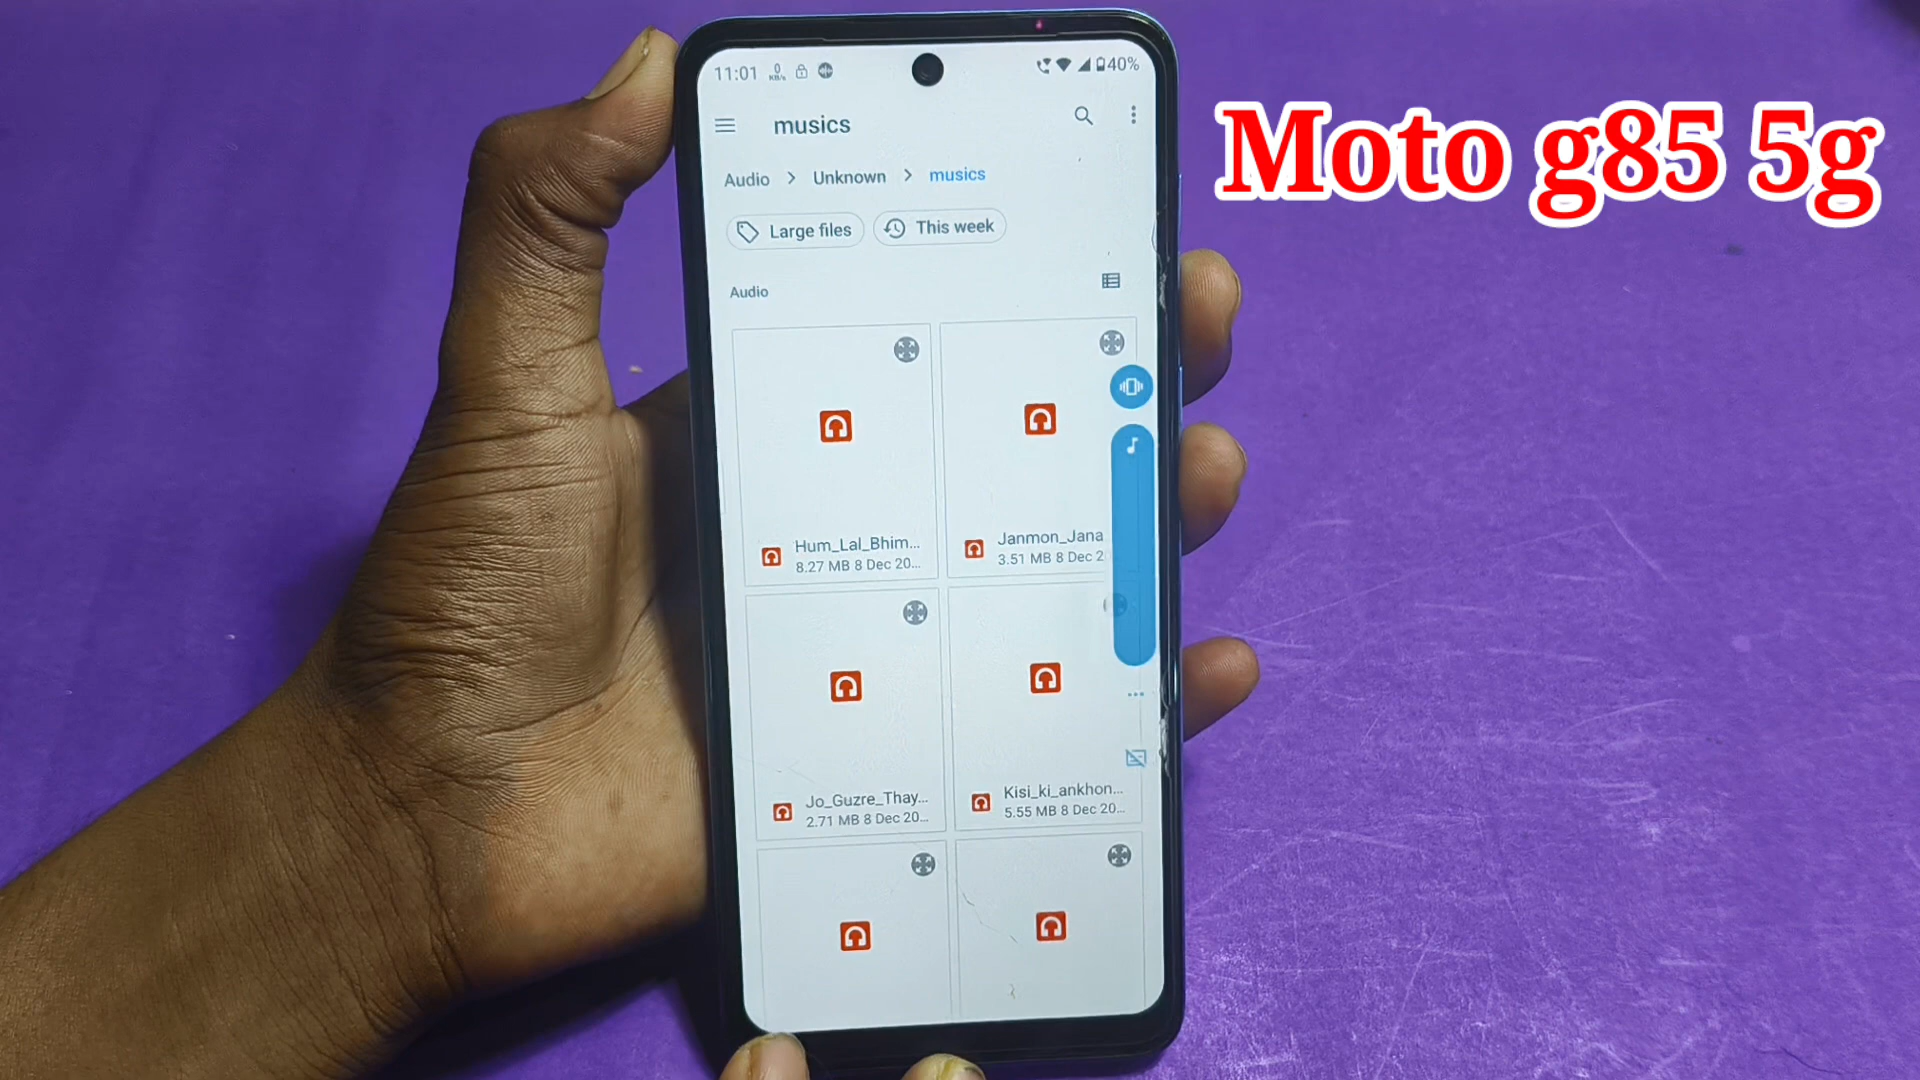 11:01 0 KB/s 40%
Moto g85 5g
musics
Audio > Unknown > musics
Large files This week
Audio
Hum_Lal_Bhim... Janmon_Jana
8.27 MB 8 Dec 20... 3.51 MB 8 Dec 2
Jo_Guzre_Thay... Kisi_ki_ankhon...
2.71 MB 8 Dec 20... 5.55 MB 8 Dec 20...